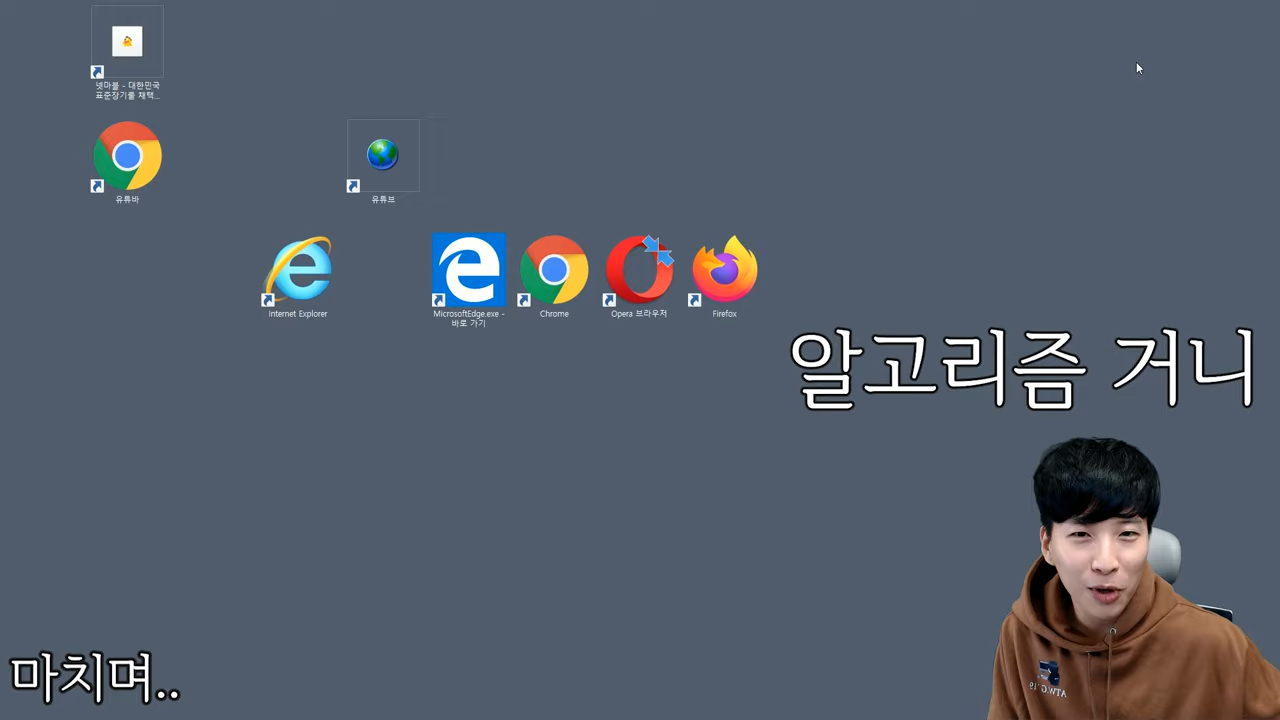 넷마블 - 대한민국
표준장기룰 채택...
유튜바
유튜브
Internet Explorer
MicrosoftEdge.exe -
바로 가기
Chrome
Opera 브라우저
Firefox
알고리즘 거니
마치며..